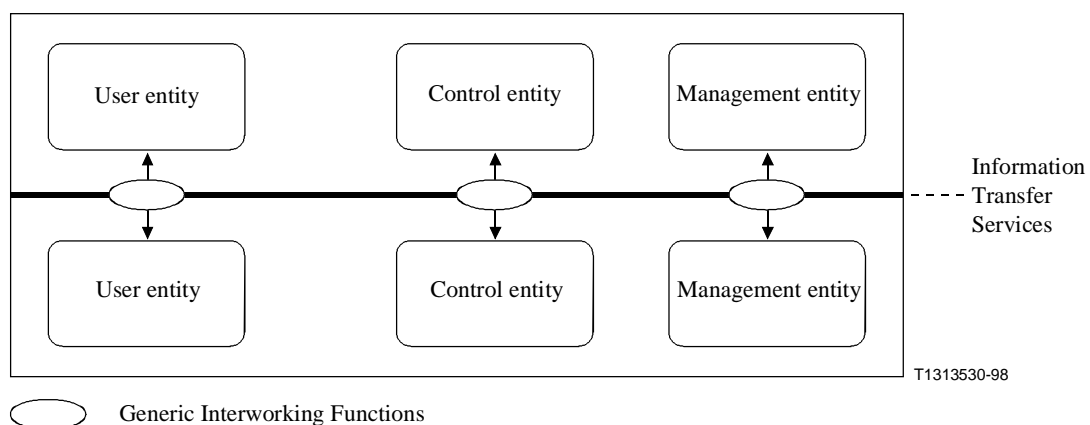 User entity
Control entity
Management entity
Information
Transfer
Services
User entity
Control entity
Management entity
T1313530-98
Generic Interworking Functions